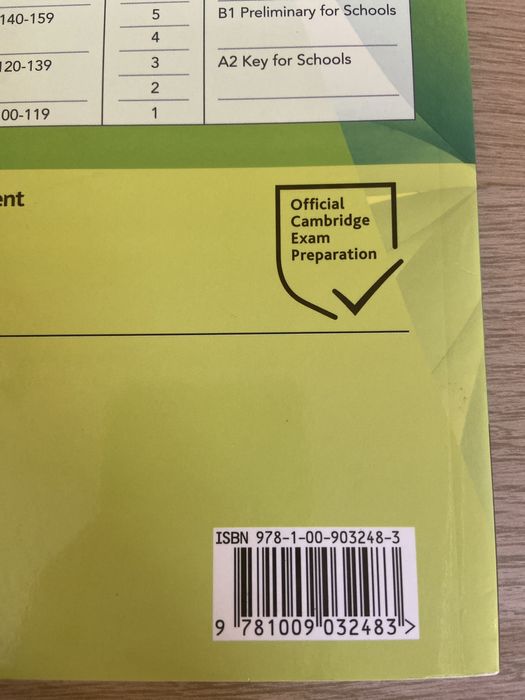 140-159 5 B1 Preliminary for Schools
4
120-139 3 A2 Key for Schools
2
00-119 1
ent
Official
Cambridge
Exam
Preparation
ISBN 978-1-00-903248-3
9 781009 032483 >